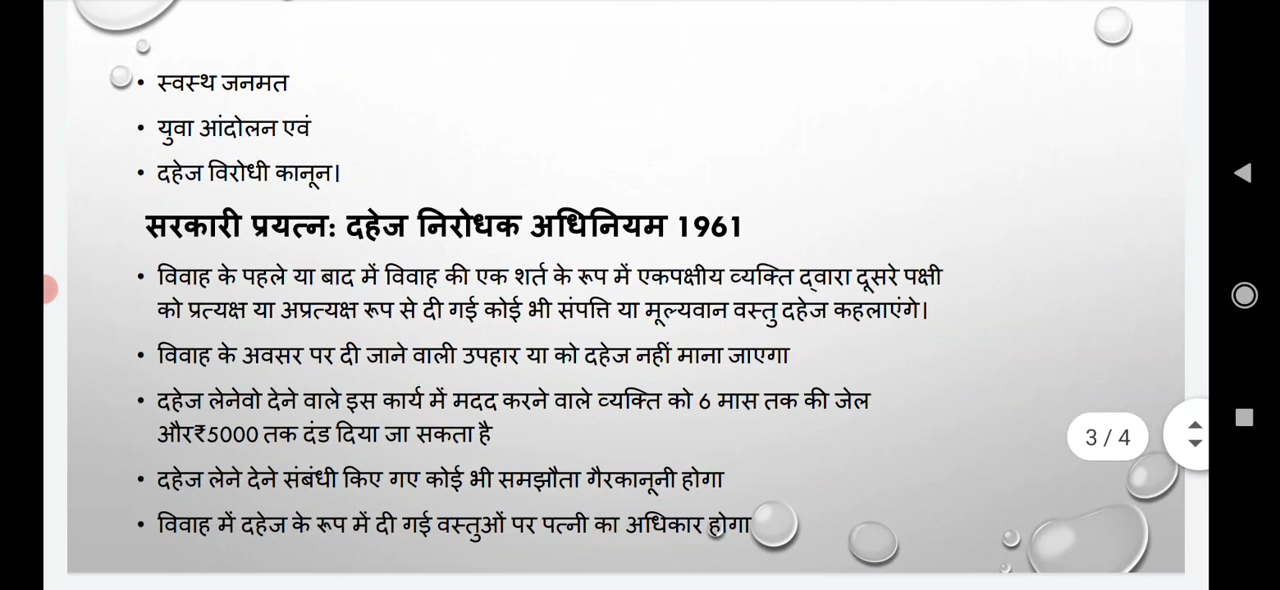 • स्वस्थ जनमत
• युवा आंदोलन एवं
• दहेज विरोधी कानून।
सरकारी प्रयत्न: दहेज निरोधक अधिनियम 1961
• विवाह के पहले या बाद में विवाह की एक शर्त के रूप में एकपक्षीय व्यक्ति द्वारा दूसरे पक्षी
को प्रत्यक्ष या अप्रत्यक्ष रूप से दी गई कोई भी संपत्ति या मूल्यवान वस्तु दहेज कहलाएंगे।
• विवाह के अवसर पर दी जाने वाली उपहार या को दहेज नहीं माना जाएगा
• दहेज लेनेवो देने वाले इस कार्य में मदद करने वाले व्यक्ति को 6 मास तक की जेल
और₹5000 तक दंड दिया जा सकता है
• दहेज लेने देने संबंधी किए गए कोई भी समझौता गैरकानूनी होगा
• विवाह में दहेज के रूप में दी गई वस्तुओं पर पत्नी का अधिकार होगा
3 / 4